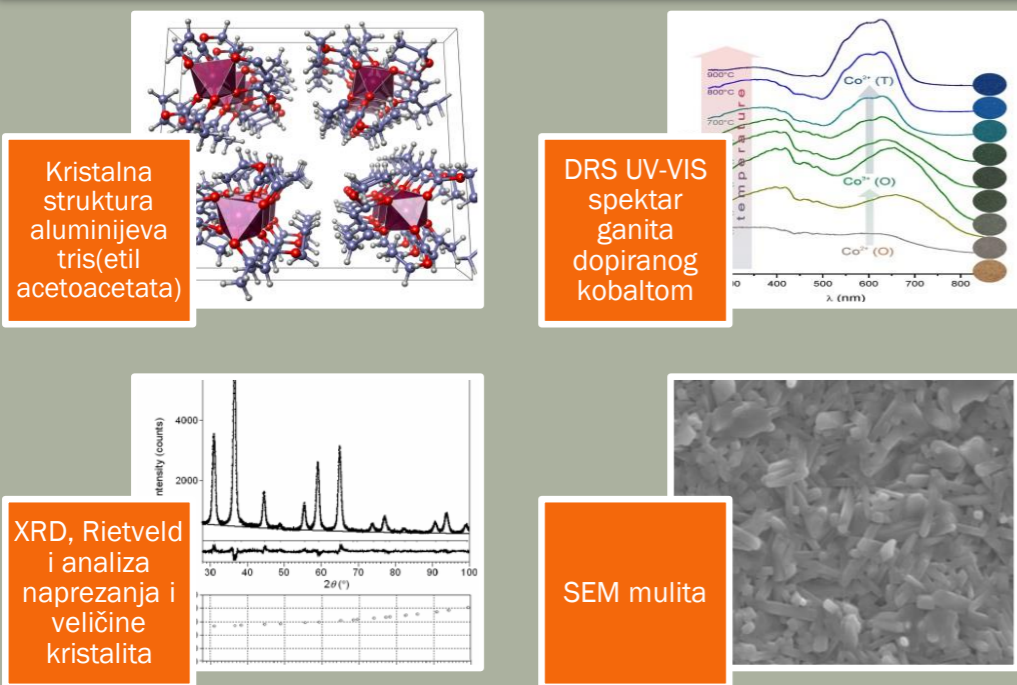 Kristalna
struktura
aluminijeva
tris(etil
acetoacetata)
DRS UV-VIS
spektar
ganita
dopiranog
kobaltom
900°C
800°C
700°C
temperature
Co²⁺ (T)
Co³⁺ (O)
Co²⁺ (O)
400 500 600 700 800
λ (nm)
XRD, Rietveld
i analiza
naprezanja i
veličine
kristalita
ntensity (counts)
4000
2000
30 40 50 60 70 80 90 100
2θ (°)
SEM mulita